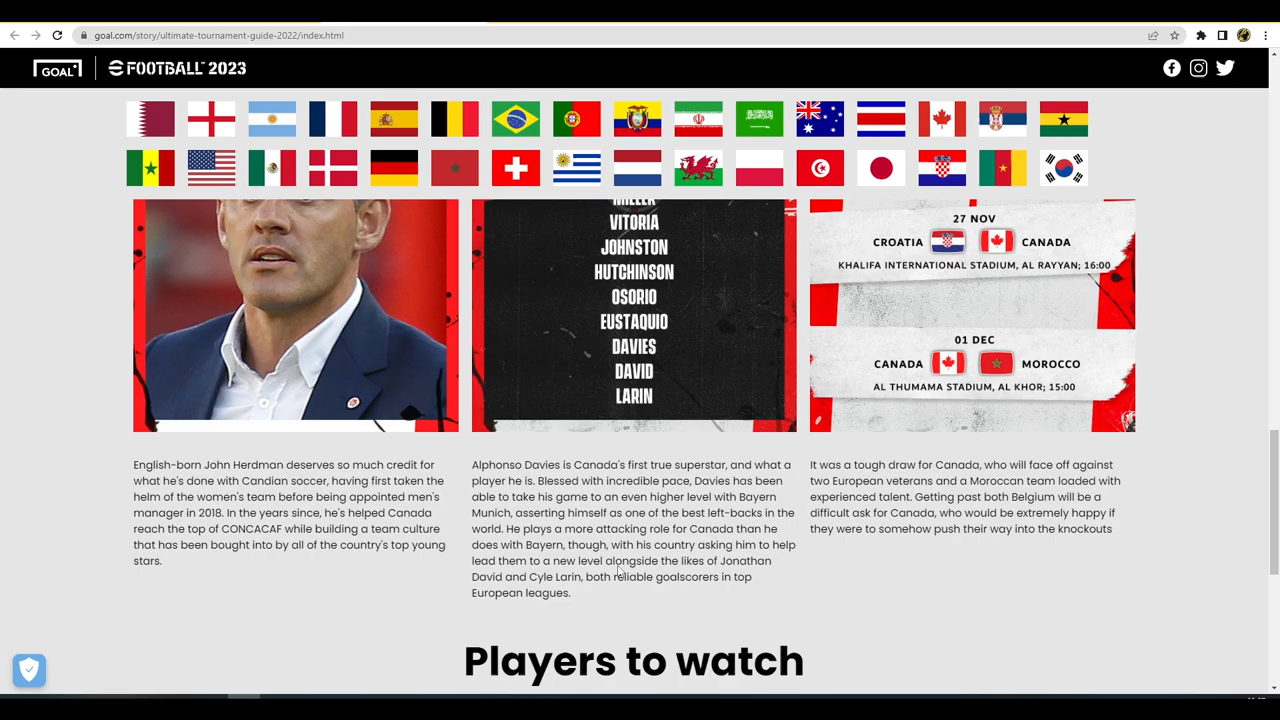 goal.com/story/ultimate-tournament-guide-2022/index.html
GOAL
FOOTBALL™ 2023
VITORIA
JOHNSTON
HUTCHINSON
OSORIO
EUSTAQUIO
DAVIES
DAVID
LARIN
27 NOV
CROATIA CANADA
KHALIFA INTERNATIONAL STADIUM, AL RAYYAN; 16:00
01 DEC
CANADA MOROCCO
AL THUMAMA STADIUM, AL KHOR; 15:00
English-born John Herdman deserves so much credit for
what he's done with Candian soccer, having first taken the
helm of the women's team before being appointed men's
manager in 2018. In the years since, he's helped Canada
reach the top of CONCACAF while building a team culture
that has been bought into by all of the country's top young
stars.
Alphonso Davies is Canada's first true superstar, and what a
player he is. Blessed with incredible pace, Davies has been
able to take his game to an even higher level with Bayern
Munich, asserting himself as one of the best left-backs in the
world. He plays a more attacking role for Canada than he
does with Bayern, though, with his country asking him to help
lead them to a new level alongside the likes of Jonathan
David and Cyle Larin, both reliable goalscorers in top
European leagues.
It was a tough draw for Canada, who will face off against
two European veterans and a Moroccan team loaded with
experienced talent. Getting past both Belgium will be a
difficult ask for Canada, who would be extremely happy if
they were to somehow push their way into the knockouts
Players to watch